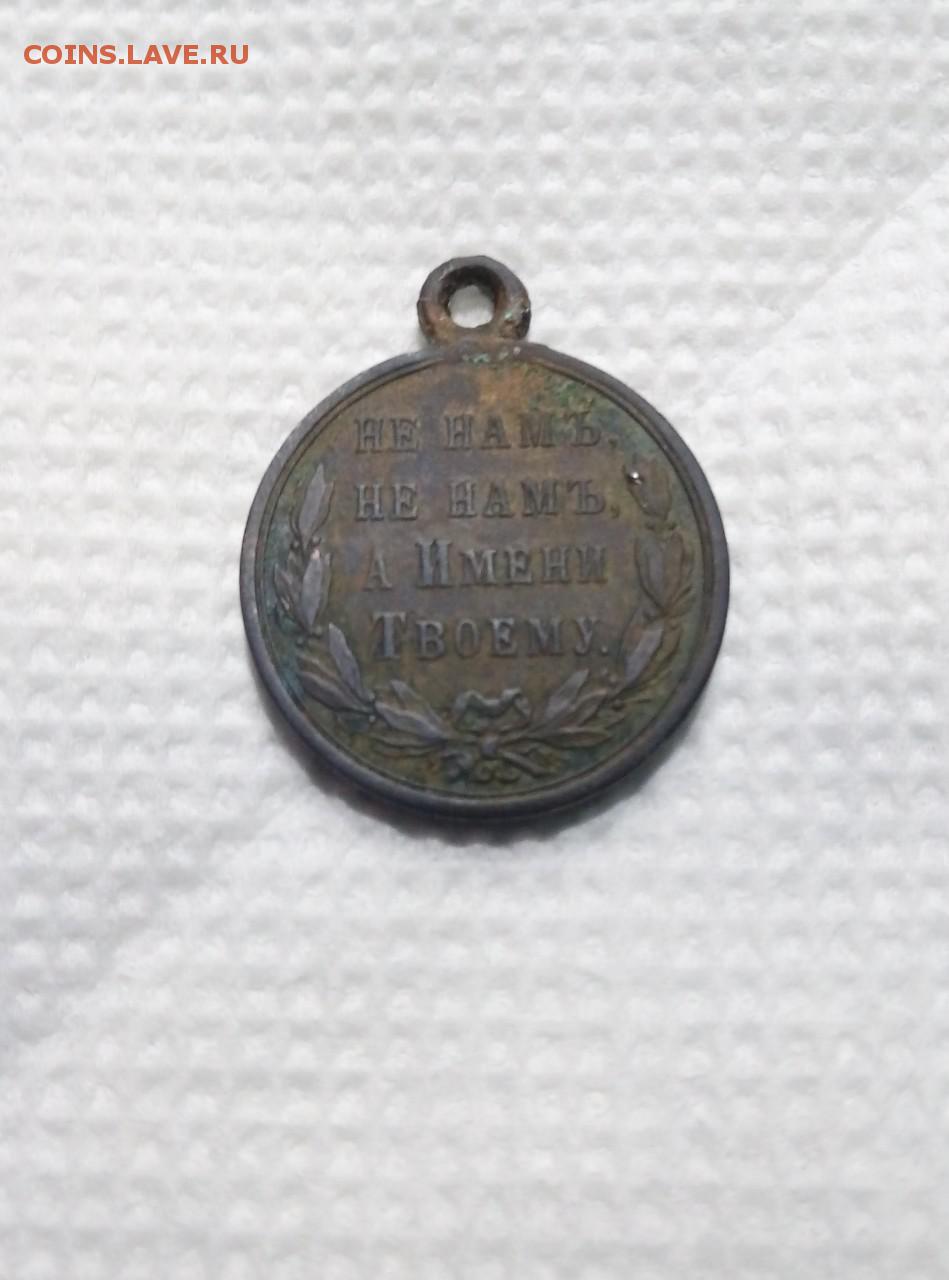 COINS.LAVE.RU
НЕ НАМЪ,
НЕ НАМЪ,
А ИМЕНИ
ТВОЕМУ.